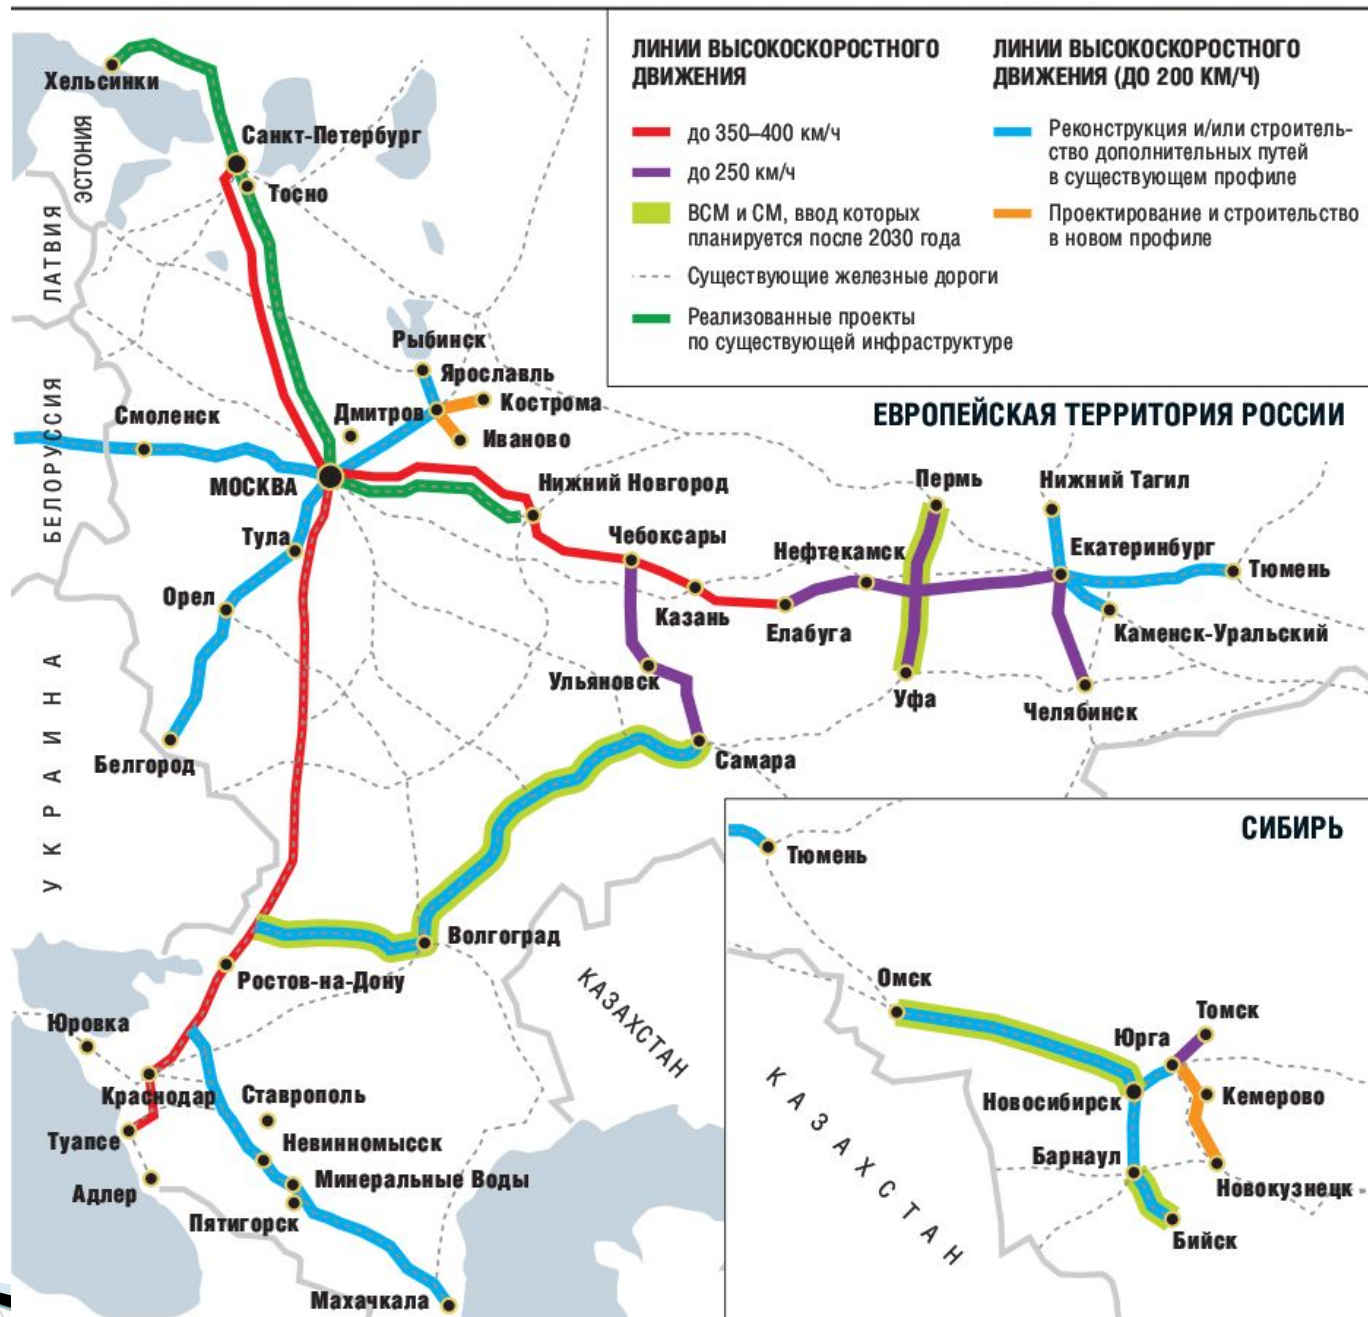 ЛИНИИ ВЫСОКОСКОРОСТНОГО
ДВИЖЕНИЯ
до 350–400 км/ч
до 250 км/ч
ВСМ и СМ, ввод которых
планируется после 2030 года
Существующие железные дороги
Реализованные проекты
по существующей инфраструктуре
ЛИНИИ ВЫСОКОСКОРОСТНОГО
ДВИЖЕНИЯ (ДО 200 КМ/Ч)
Реконструкция и/или строитель-
ство дополнительных путей
в существующем профиле
Проектирование и строительство
в новом профиле
ЕВРОПЕЙСКАЯ ТЕРРИТОРИЯ РОССИИ
Хельсинки
ЭСТОНИЯ
Санкт-Петербург
Тосно
ЛАТВИЯ
Рыбинск
Ярославль
Дмитров
Кострома
Иваново
БЕЛОРУССИЯ
Смоленск
МОСКВА
Нижний Новгород
Пермь
Нижний Тагил
Тула
Чебоксары
Нефтекамск
Екатеринбург
Тюмень
Орел
Казань
Елабуга
Каменск-Уральский
УКРАИНА
Ульяновск
Уфа
Челябинск
Белгород
Самара
Волгоград
Ростов-на-Дону
КАЗАХСТАН
Юровка
Краснодар
Ставрополь
Туапсе
Невинномысск
Адлер
Минеральные Воды
Пятигорск
Махачкала
СИБИРЬ
Тюмень
Омск
Томск
Юрга
Новосибирск
Кемерово
КАЗАХСТАН
Барнаул
Новокузнецк
Бийск